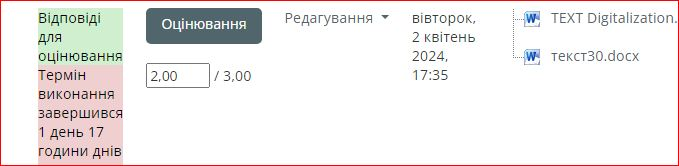 Відповіді
для
оцінювання
Термін
виконання
завершився
1 день 17
години днів
Оцінювання
2,00 / 3,00
Редагування
вівторок,
2 квітень
2024,
17:35
TEXT Digitalization.
текст30.docx